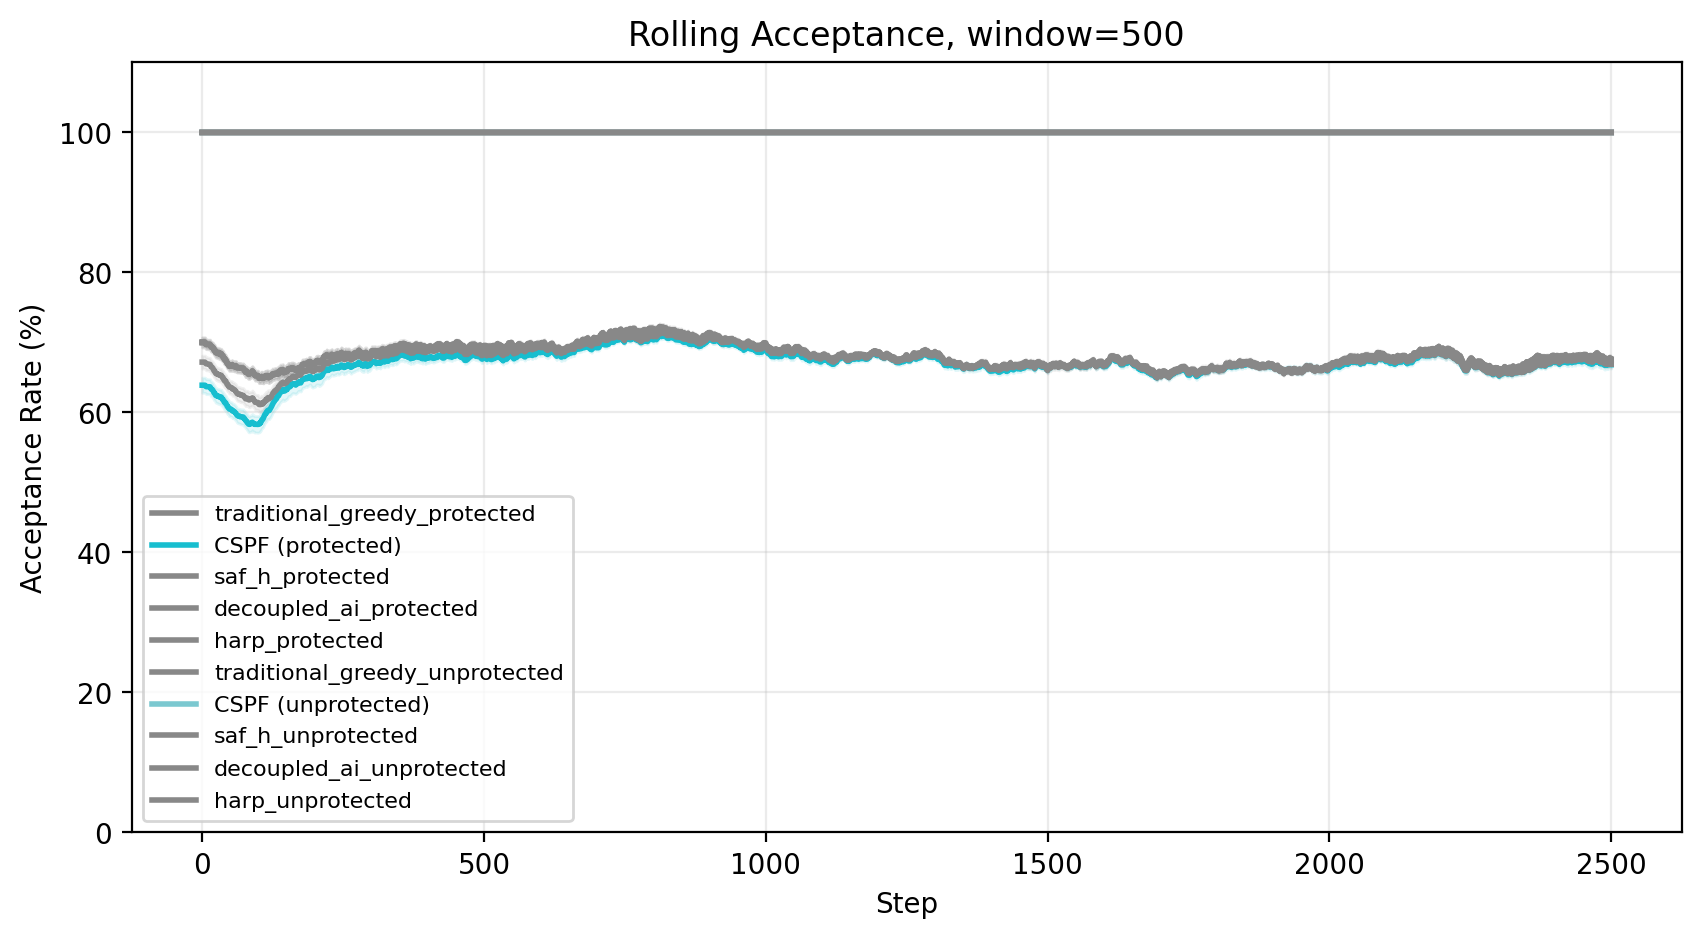 Rolling Acceptance, window=500
100
80
60
40
20
0
Acceptance Rate (%)
traditional_greedy_protected
CSPF (protected)
saf_h_protected
decoupled_ai_protected
harp_protected
traditional_greedy_unprotected
CSPF (unprotected)
saf_h_unprotected
decoupled_ai_unprotected
harp_unprotected
0 500 1000 1500 2000 2500
Step